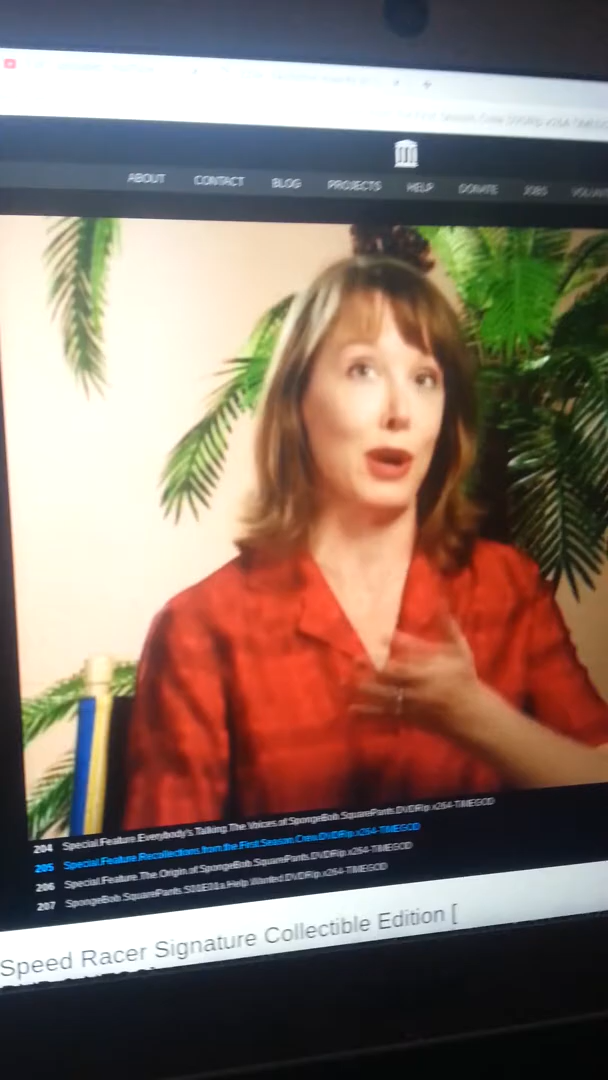 ABOUT CONTACT BLOG PROJECTS HELP DONATE JOBS
204 Special.Feature.Everybody's.Talking.The.Voices.of.SpongeBob.SquarePants.DVDRip.x264-TIMEGOD
205 Special.Feature.Recollections.from.the.First.Season.Crew.DVDRip.x264-TIMEGOD
206 Special.Feature.The.Origin.of.SpongeBob.SquarePants.DVDRip.x264-TIMEGOD
207 SpongeBob.SquarePants.S01E01a.Help.Wanted.DVDRip.x264-TIMEGOD
Speed Racer Signature Collectible Edition [